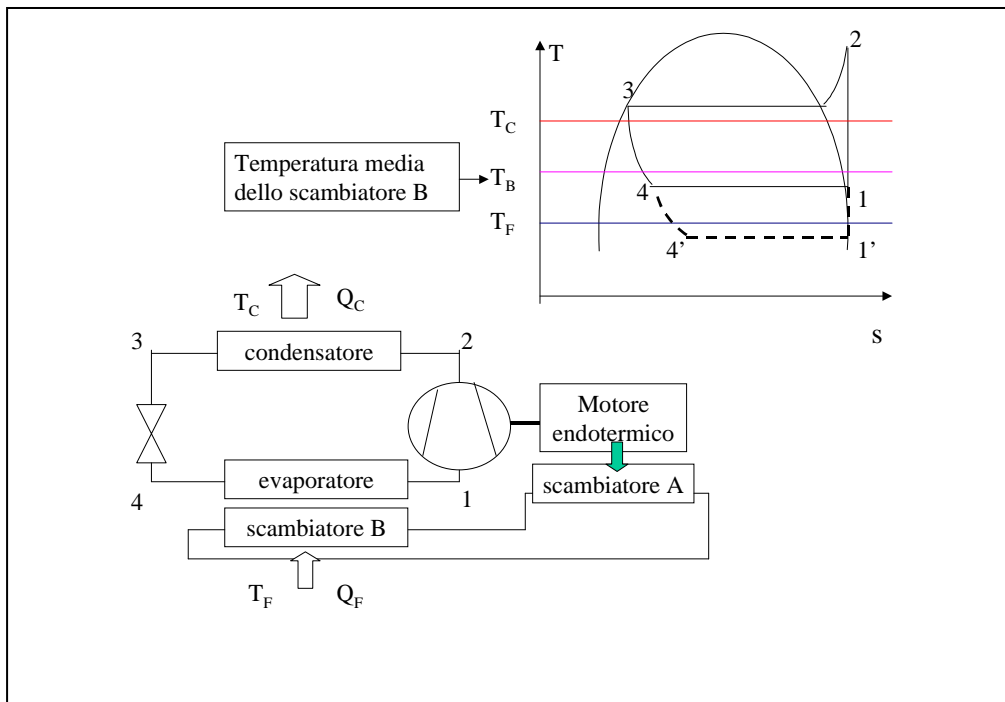 T
2
3
T_C
Temperatura media
dello scambiatore B
T_B
4
1
T_F
4’
1’
s
T_C Q_C
3
condensatore
2
Motore
endotermico
4
evaporatore
1
scambiatore A
scambiatore B
T_F Q_F